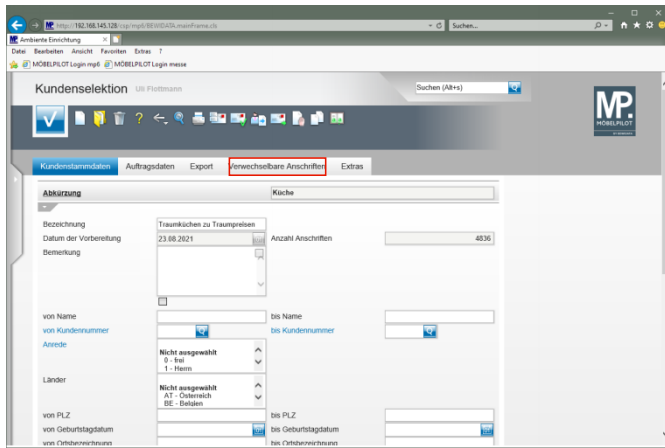 http://192.168.145.128/csp/mp6/BEWIDATA.mainFrame.cls
Suchen...
Ambiente Einrichtung
Datei Bearbeiten Ansicht Favoriten Extras ?
MÖBELPILOT Login mp6 MÖBELPILOT Login messe
Kundenselektion Uli Flottmann
Suchen (Alt+s)
MP.
MÖBELPILOT
Kundenstammdaten Auftragsdaten Export Verwechselbare Anschriften Extras
Abkürzung Küche
Bezeichnung Traumküchen zu Traumpreisen
Datum der Vorbereitung 23.08.2021 Anzahl Anschriften 4836
Bemerkung
von Name bis Name
von Kundennummer bis Kundennummer
Anrede
Nicht ausgewählt
0 - frei
1 - Herrn
Länder
Nicht ausgewählt
AT - Österreich
BE - Belgien
von PLZ bis PLZ
von Geburtstagdatum bis Geburtstagdatum
von Ortsbezeichnung bis Ortsbezeichnung